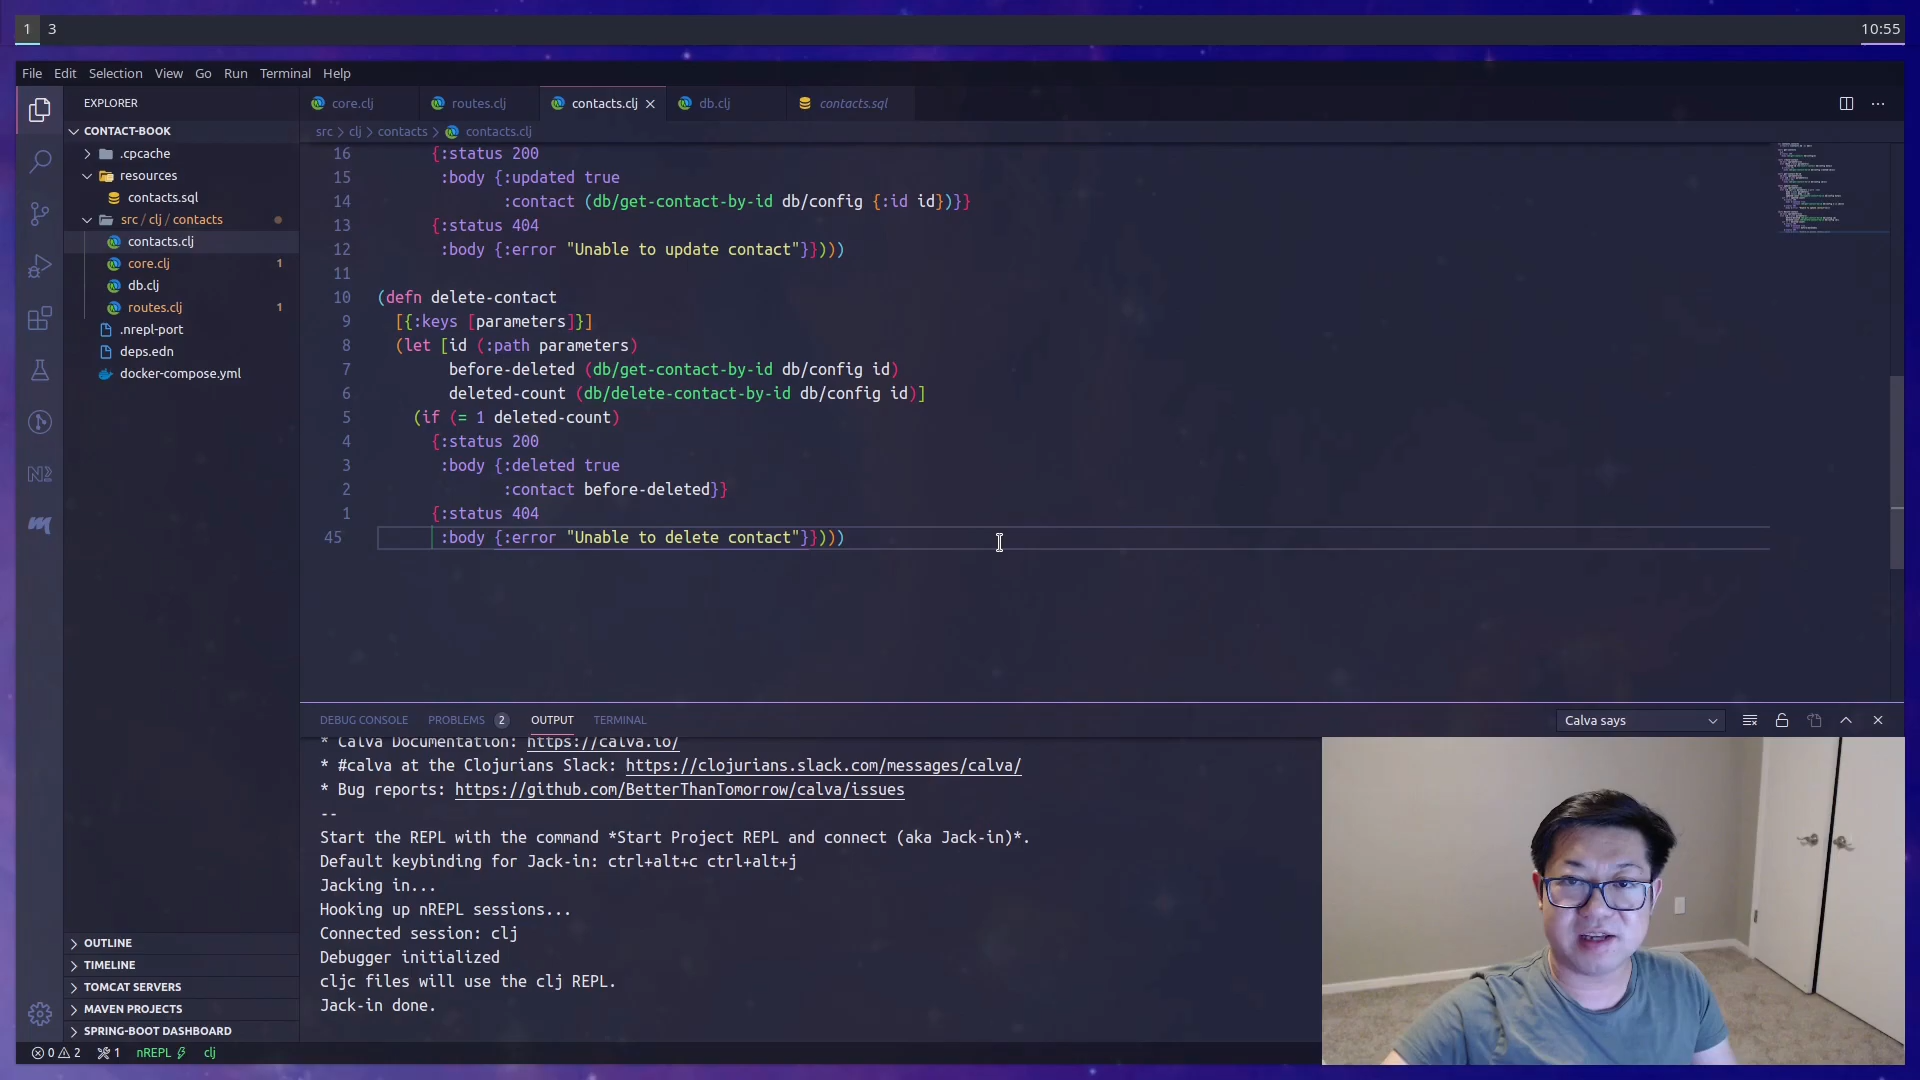 1 3
10:55
File Edit Selection View Go Run Terminal Help
EXPLORER
CONTACT-BOOK
.cpcache
resources
contacts.sql
src / clj / contacts
contacts.clj
core.clj 1
db.clj
routes.clj 1
.nrepl-port
deps.edn
docker-compose.yml
OUTLINE
TIMELINE
TOMCAT SERVERS
MAVEN PROJECTS
SPRING-BOOT DASHBOARD
core.clj routes.clj contacts.clj db.clj contacts.sql
src > clj > contacts > contacts.clj
16 {:status 200
15 :body {:updated true
14 :contact (db/get-contact-by-id db/config {:id id})}}
13 {:status 404
12 :body {:error "Unable to update contact"}})))
11
10 (defn delete-contact
9 [{:keys [parameters]}]
8 (let [id (:path parameters)
7 before-deleted (db/get-contact-by-id db/config id)
6 deleted-count (db/delete-contact-by-id db/config id)]
5 (if (= 1 deleted-count)
4 {:status 200
3 :body {:deleted true
2 :contact before-deleted}}
1 {:status 404
45 :body {:error "Unable to delete contact"}})))
DEBUG CONSOLE PROBLEMS 2 OUTPUT TERMINAL
Calva says
* Calva Documentation: https://calva.io/
* #calva at the Clojurians Slack: https://clojurians.slack.com/messages/calva/
* Bug reports: https://github.com/BetterThanTomorrow/calva/issues
--
Start the REPL with the command *Start Project REPL and connect (aka Jack-in)*.
Default keybinding for Jack-in: ctrl+alt+c ctrl+alt+j
Jacking in...
Hooking up nREPL sessions...
Connected session: clj
Debugger initialized
cljc files will use the clj REPL.
Jack-in done.
0 2 1 nREPL clj